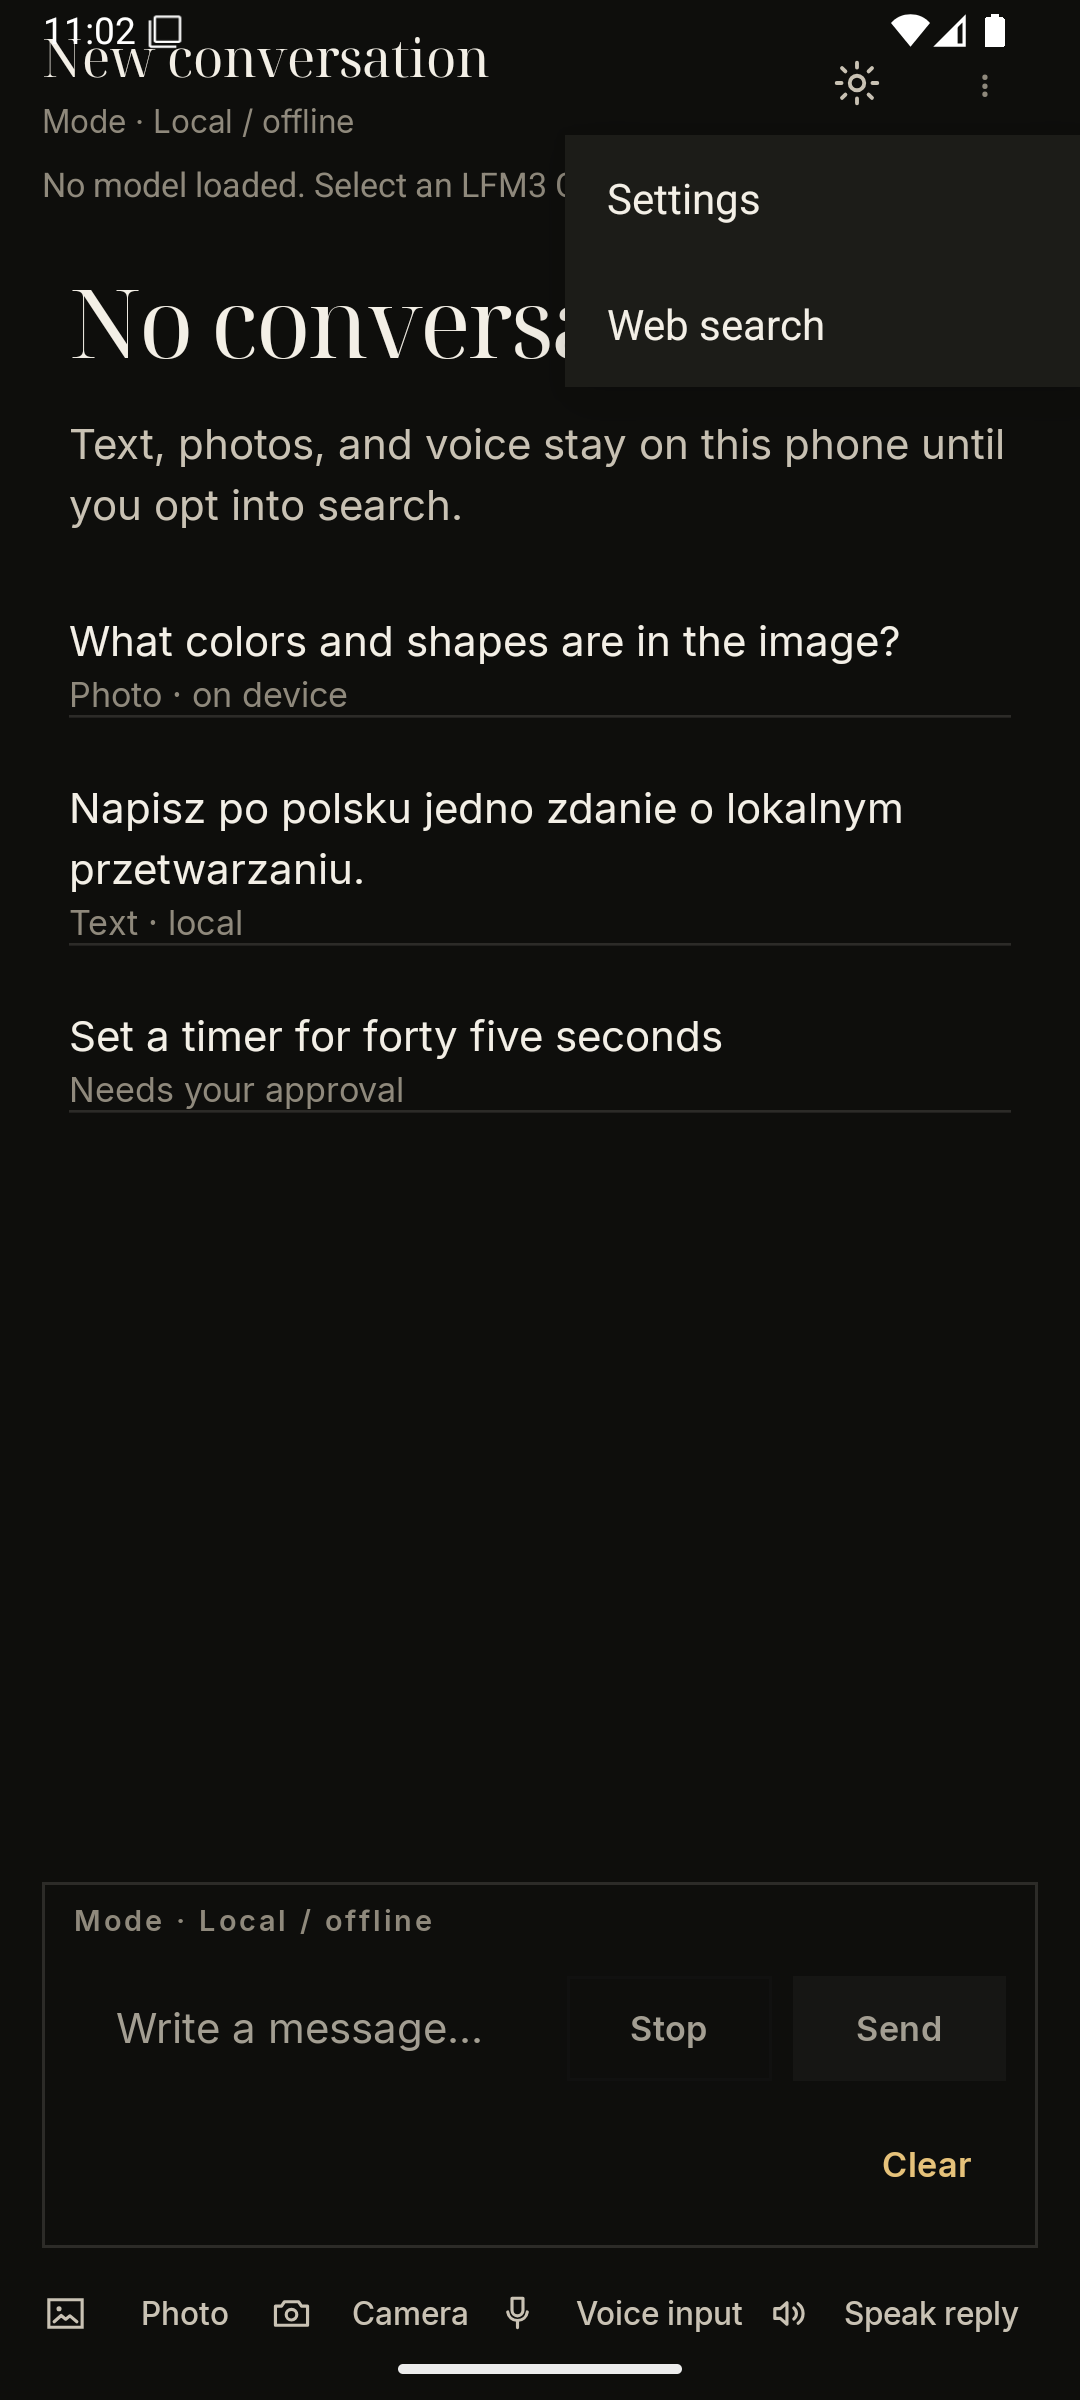 11:02
New conversation
Mode · Local / offline
No model loaded. Select an LFM3
Settings
Web search
No
Text, photos, and voice stay on this phone until
you opt into search.
What colors and shapes are in the image?
Photo · on device
Napisz po polsku jedno zdanie o lokalnym
przetwarzaniu.
Text · local
Set a timer for forty five seconds
Needs your approval
Mode · Local / offline
Write a message...
Stop
Send
Clear
Photo
Camera
Voice input
Speak reply